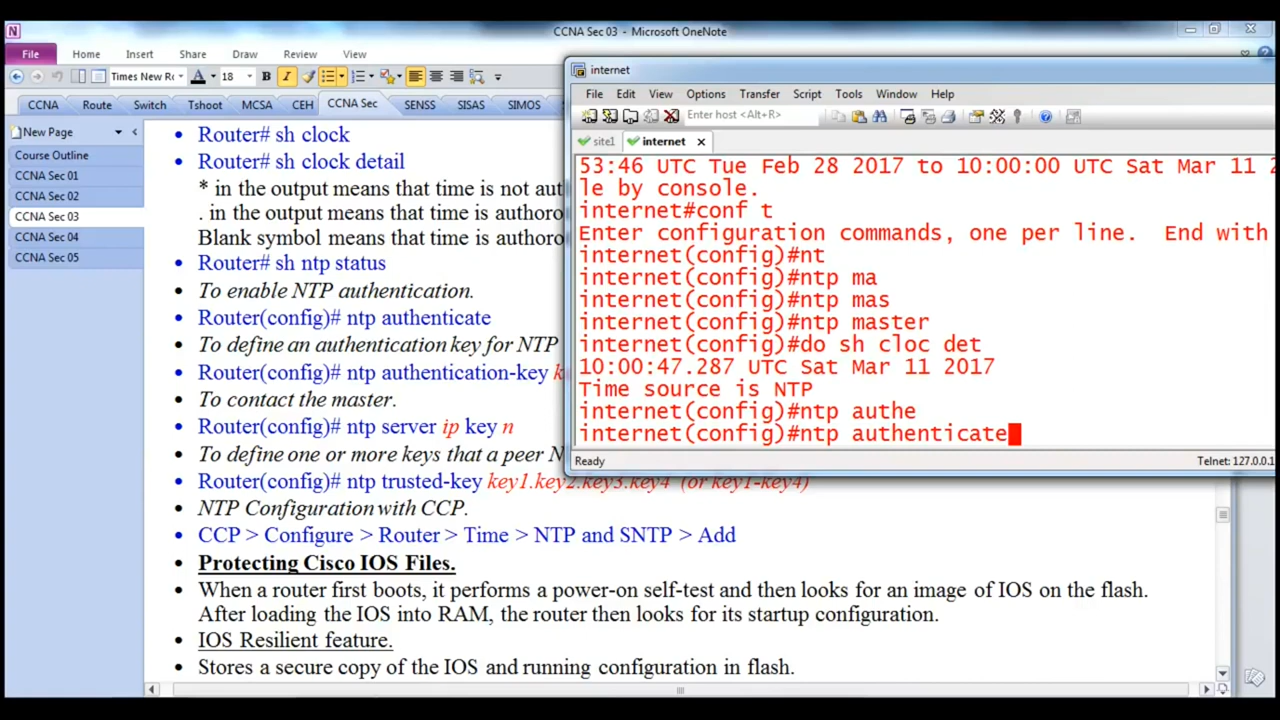 CCNA Sec 03 - Microsoft OneNote
File Home Insert Share Draw Review View
Times New R 18 B I A
CCNA Route Switch Tshoot MCSA CEH CCNA Sec SENSS SISAS SIMOS
New Page
Course Outline
CCNA Sec 01
CCNA Sec 02
CCNA Sec 03
CCNA Sec 04
CCNA Sec 05
Router# sh clock
Router# sh clock detail
* in the output means that time is not aut
. in the output means that time is authoro
Blank symbol means that time is authoro
Router# sh ntp status
To enable NTP authentication.
Router(config)# ntp authenticate
To define an authentication key for NTP
Router(config)# ntp authentication-key k
To contact the master.
Router(config)# ntp server ip key n
To define one or more keys that a peer N
Router(config)# ntp trusted-key key1.key2.key3.key4 (or key1-key4)
NTP Configuration with CCP.
CCP > Configure > Router > Time > NTP and SNTP > Add
Protecting Cisco IOS Files.
When a router first boots, it performs a power-on self-test and then looks for an image of IOS on the flash.
After loading the IOS into RAM, the router then looks for its startup configuration.
IOS Resilient feature.
Stores a secure copy of the IOS and running configuration in flash.
internet
File Edit View Options Transfer Script Tools Window Help
Enter host <Alt+R>
site1 internet
53:46 UTC Tue Feb 28 2017 to 10:00:00 UTC Sat Mar 11 2
le by console.
internet#conf t
Enter configuration commands, one per line. End with
internet(config)#nt
internet(config)#ntp ma
internet(config)#ntp mas
internet(config)#ntp master
internet(config)#do sh cloc det
10:00:47.287 UTC Sat Mar 11 2017
Time source is NTP
internet(config)#ntp authe
internet(config)#ntp authenticate
Ready Telnet: 127.0.0.1